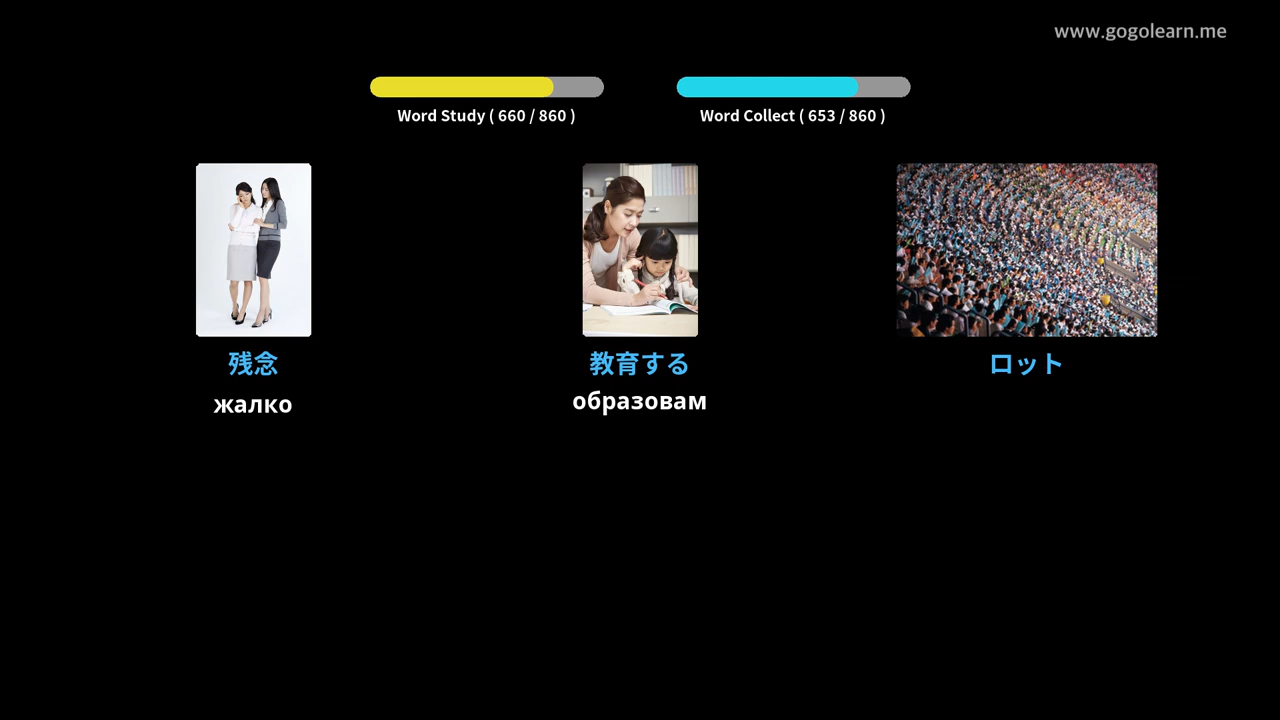 www.gogolearn.me
Word Study ( 660 / 860 )
Word Collect ( 653 / 860 )
残念
教育する
ロット
жалко
образовам